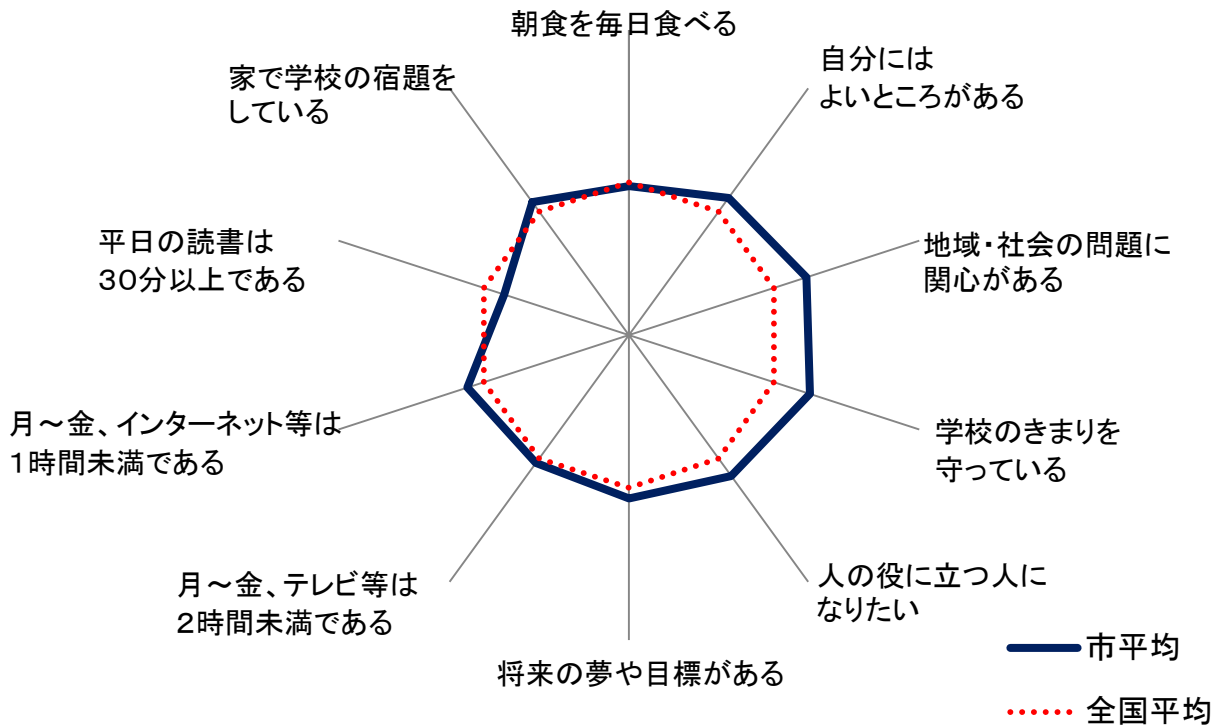 朝食を毎日食べる
自分には
よいところがある
地域・社会の問題に
関心がある
学校のきまりを
守っている
人の役に立つ人に
なりたい
将来の夢や目標がある
月～金、テレビ等は
２時間未満である
月～金、インターネット等は
１時間未満である
平日の読書は
３０分以上である
家で学校の宿題を
している
市平均
全国平均